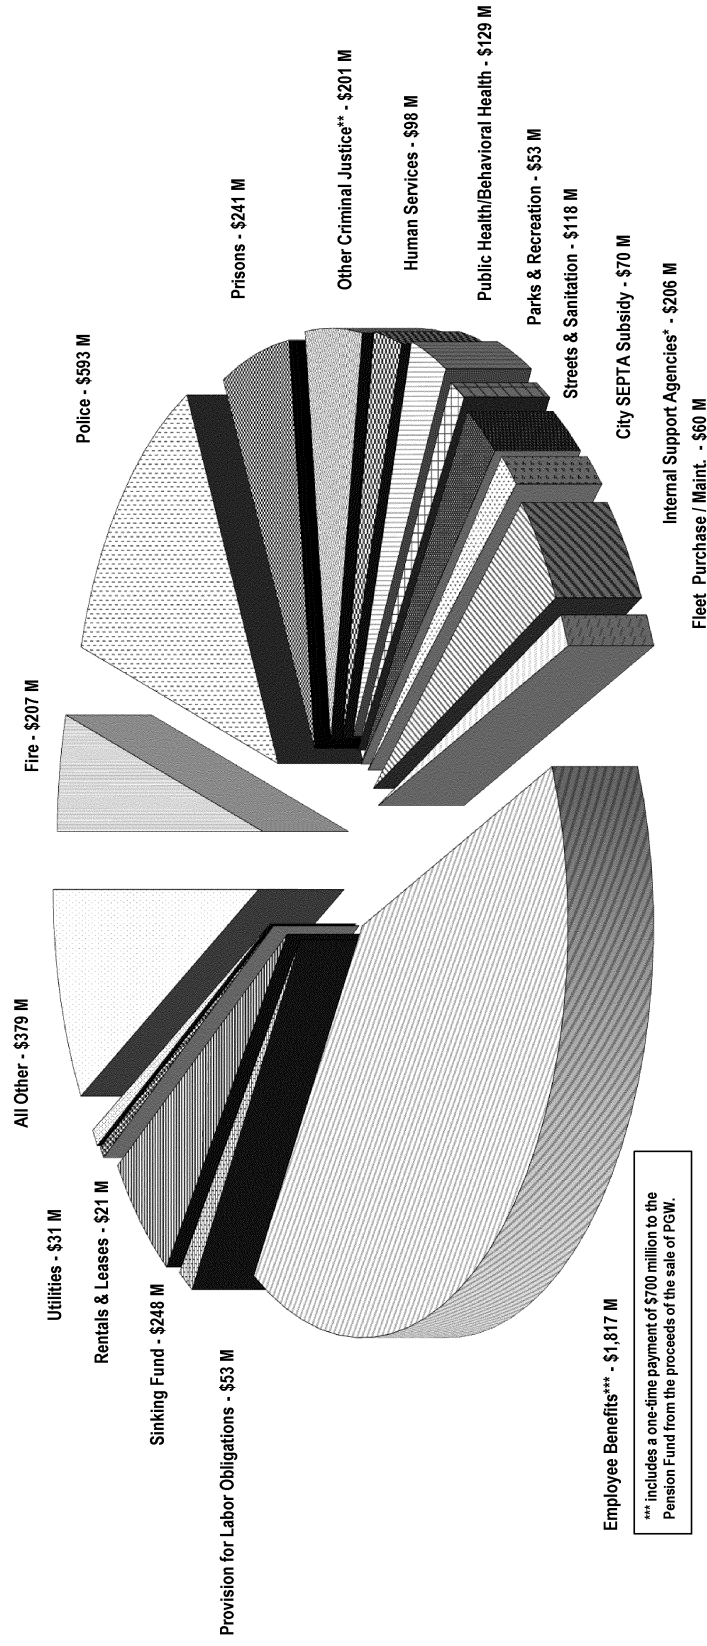 Utilities - $31 M
Rentals & Leases - $21 M
Sinking Fund - $248 M
Provision for Labor Obligations - $53 M
All Other - $379 M
Fire - $207 M
Police - $593 M
Prisons - $241 M
Other Criminal Justice** - $201 M
Human Services - $98 M
Public Health/Behavioral Health - $129 M
Parks & Recreation - $53 M
Streets & Sanitation - $118 M
City SEPTA Subsidy - $70 M
Internal Support Agencies* - $206 M
Fleet Purchase / Maint. - $60 M
Employee Benefits*** - $1,817 M
*** includes a one-time payment of $700 million to the
Pension Fund from the proceeds of the sale of PGW.